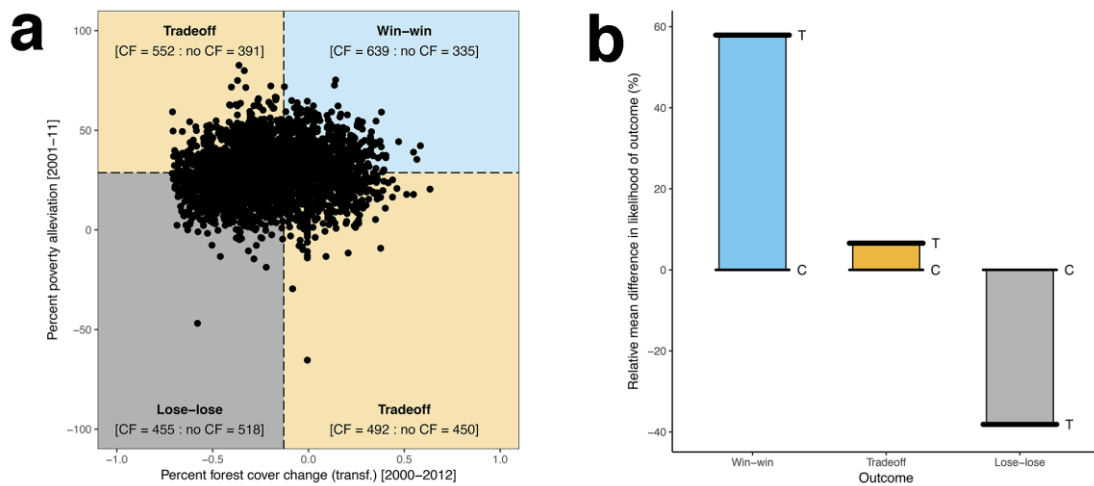 a
Tradeoff
[CF = 552 : no CF = 391]
Win−win
[CF = 639 : no CF = 335]
100
50
0
−50
−100
Percent poverty alleviation [2001−11]
Lose−lose
[CF = 455 : no CF = 518]
Tradeoff
[CF = 492 : no CF = 450]
−1.0
−0.5
0.0
0.5
1.0
Percent forest cover change (transf.) [2000−2012]
b
Relative mean difference in likelihood of outcome (%)
60
40
20
0
−20
−40
T
C
T
C
C
T
Win−win
Tradeoff
Lose−lose
Outcome